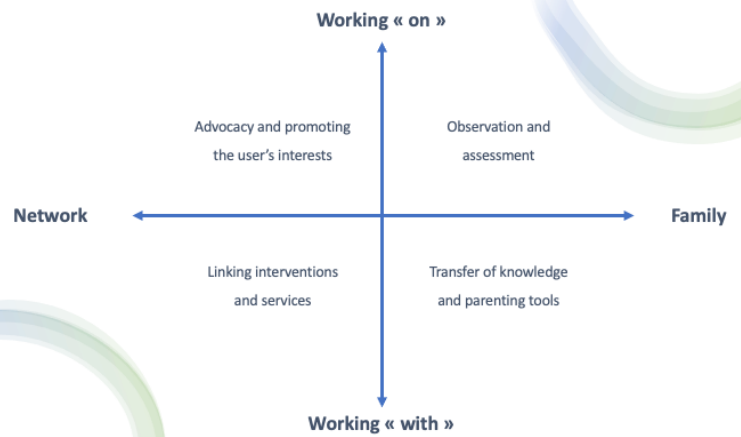 Working « on »
Advocacy and promoting
the user's interests
Observation and
assessment
Network
Family
Linking interventions
and services
Transfer of knowledge
and parenting tools
Working « with »